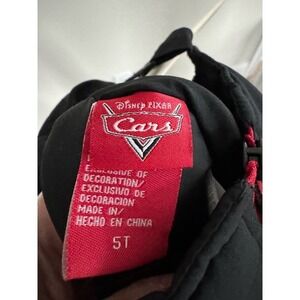 Disney PIXAR
Cars
EXCLUSIVE OF
DECORATION/
EXCLUSIVO DE
DECORACION
MADE IN/
HECHO EN CHINA
5T